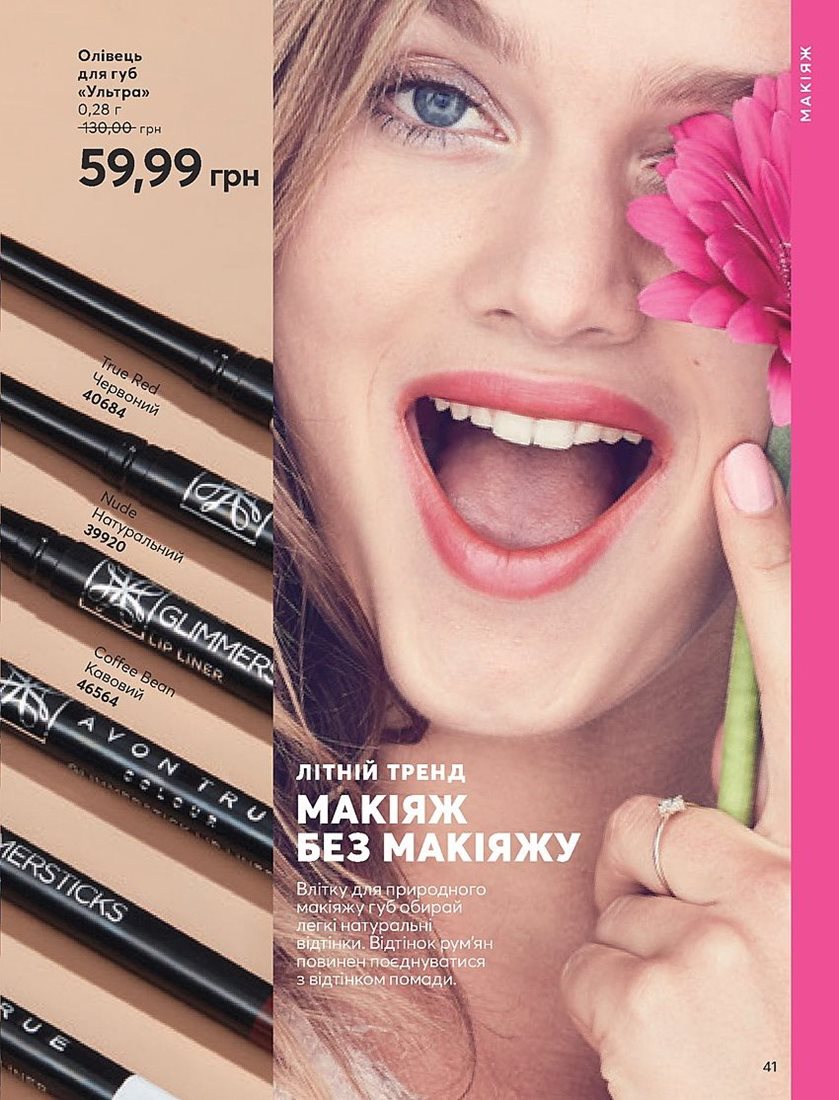 Олівець
для губ
«Ультра»
0,28 г
130,00 грн
59,99 грн
True Red
Червоний
40684
Nude
Натуральний
39920
Coffee Bean
Кавовий
46564
GLIMMERS
LIP LINER
AVON TRU
COLOUR
MERSTICKS
RUE
ЛІТНІЙ ТРЕНД
МАКІЯЖ
БЕЗ МАКІЯЖУ
Влітку для природного
макіяжу губ обирай
легкі натуральні
відтінки. Відтінок рум'ян
повинен поєднуватися
з відтінком помади.
МАКІЯЖ
41